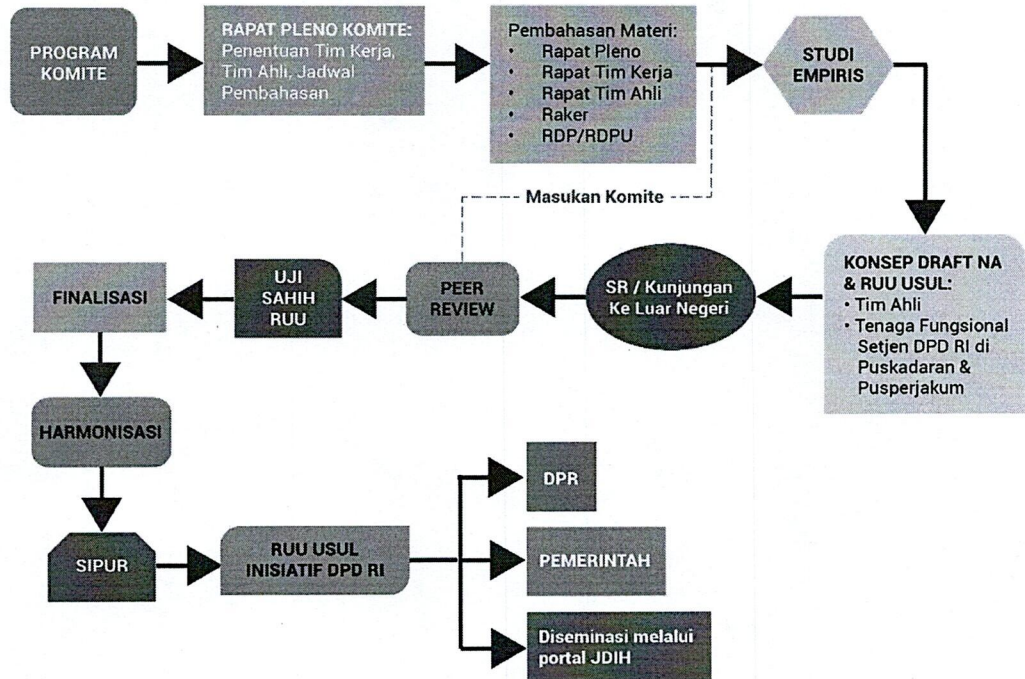 PROGRAM
KOMITE
RAPAT PLENO KOMITE:
Penentuan Tim Kerja,
Tim Ahli, Jadwal
Pembahasan
Pembahasan Materi:
• Rapat Pleno
• Rapat Tim Kerja
• Rapat Tim Ahli
• Raker
• RDP/RDPU
STUDI
EMPIRIS
Masukan Komite
KONSEP DRAFT NA
& RUU USUL:
• Tim Ahli
• Tenaga Fungsional
Setjen DPD RI di
Puskadaran &
Pusperjakum
SR / Kunjungan
Ke Luar Negeri
PEER
REVIEW
UJI
SAHIH
RUU
FINALISASI
HARMONISASI
SIPUR
RUU USUL
INISIATIF DPD RI
DPR
PEMERINTAH
Diseminasi melalui
portal JDIH